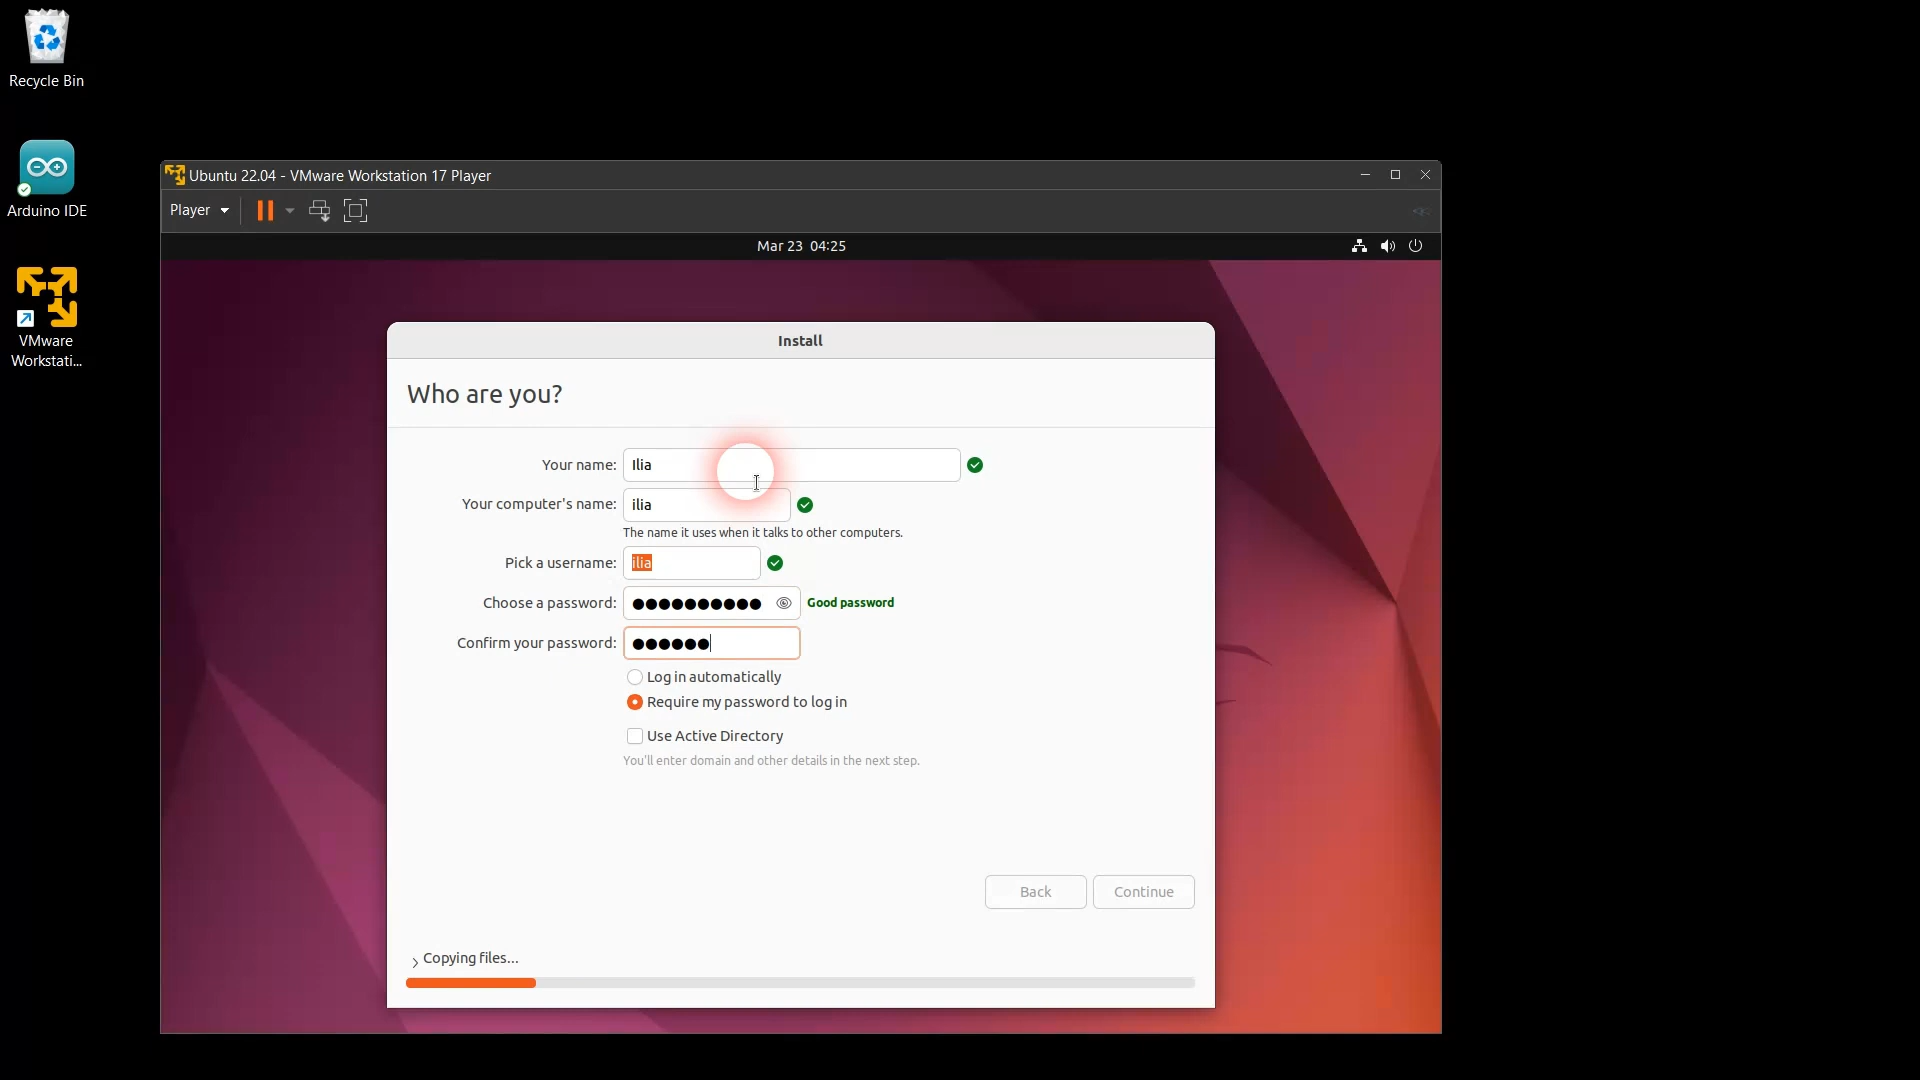 Recycle Bin
Arduino IDE
VMware
Workstati...
Ubuntu 22.04 - VMware Workstation 17 Player
Player
Mar 23 04:25
Install
Who are you?
Your name: Ilia
Your computer's name: ilia
The name it uses when it talks to other computers.
Pick a username: ilia
Choose a password: ●●●●●●●●●● Good password
Confirm your password: ●●●●●●
Log in automatically
Require my password to log in
Use Active Directory
You'll enter domain and other details in the next step.
Back Continue
Copying files...